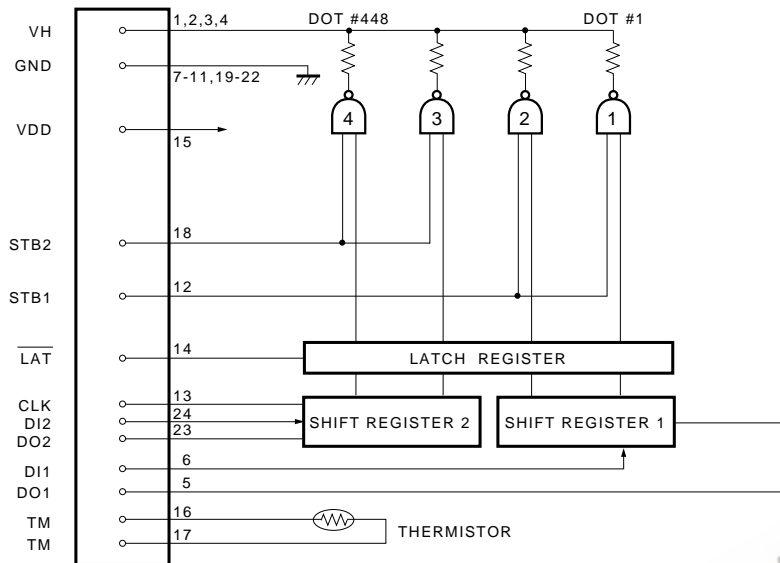 VH 1,2,3,4 DOT #448 DOT #1
GND 7-11,19-22
4 3 2 1
VDD 15
STB2 18
STB1 12
LAT 14 LATCH REGISTER
CLK 13
DI2 24 SHIFT REGISTER 2 SHIFT REGISTER 1
DO2 23
DI1 6
DO1 5
TM 16 THERMISTOR
TM 17